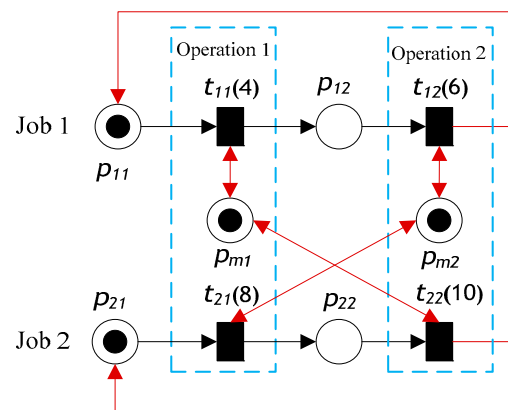 Operation 1
Operation 2
t11(4)
p12
t12(6)
Job 1
p11
pm1
pm2
p21
t21(8)
p22
t22(10)
Job 2